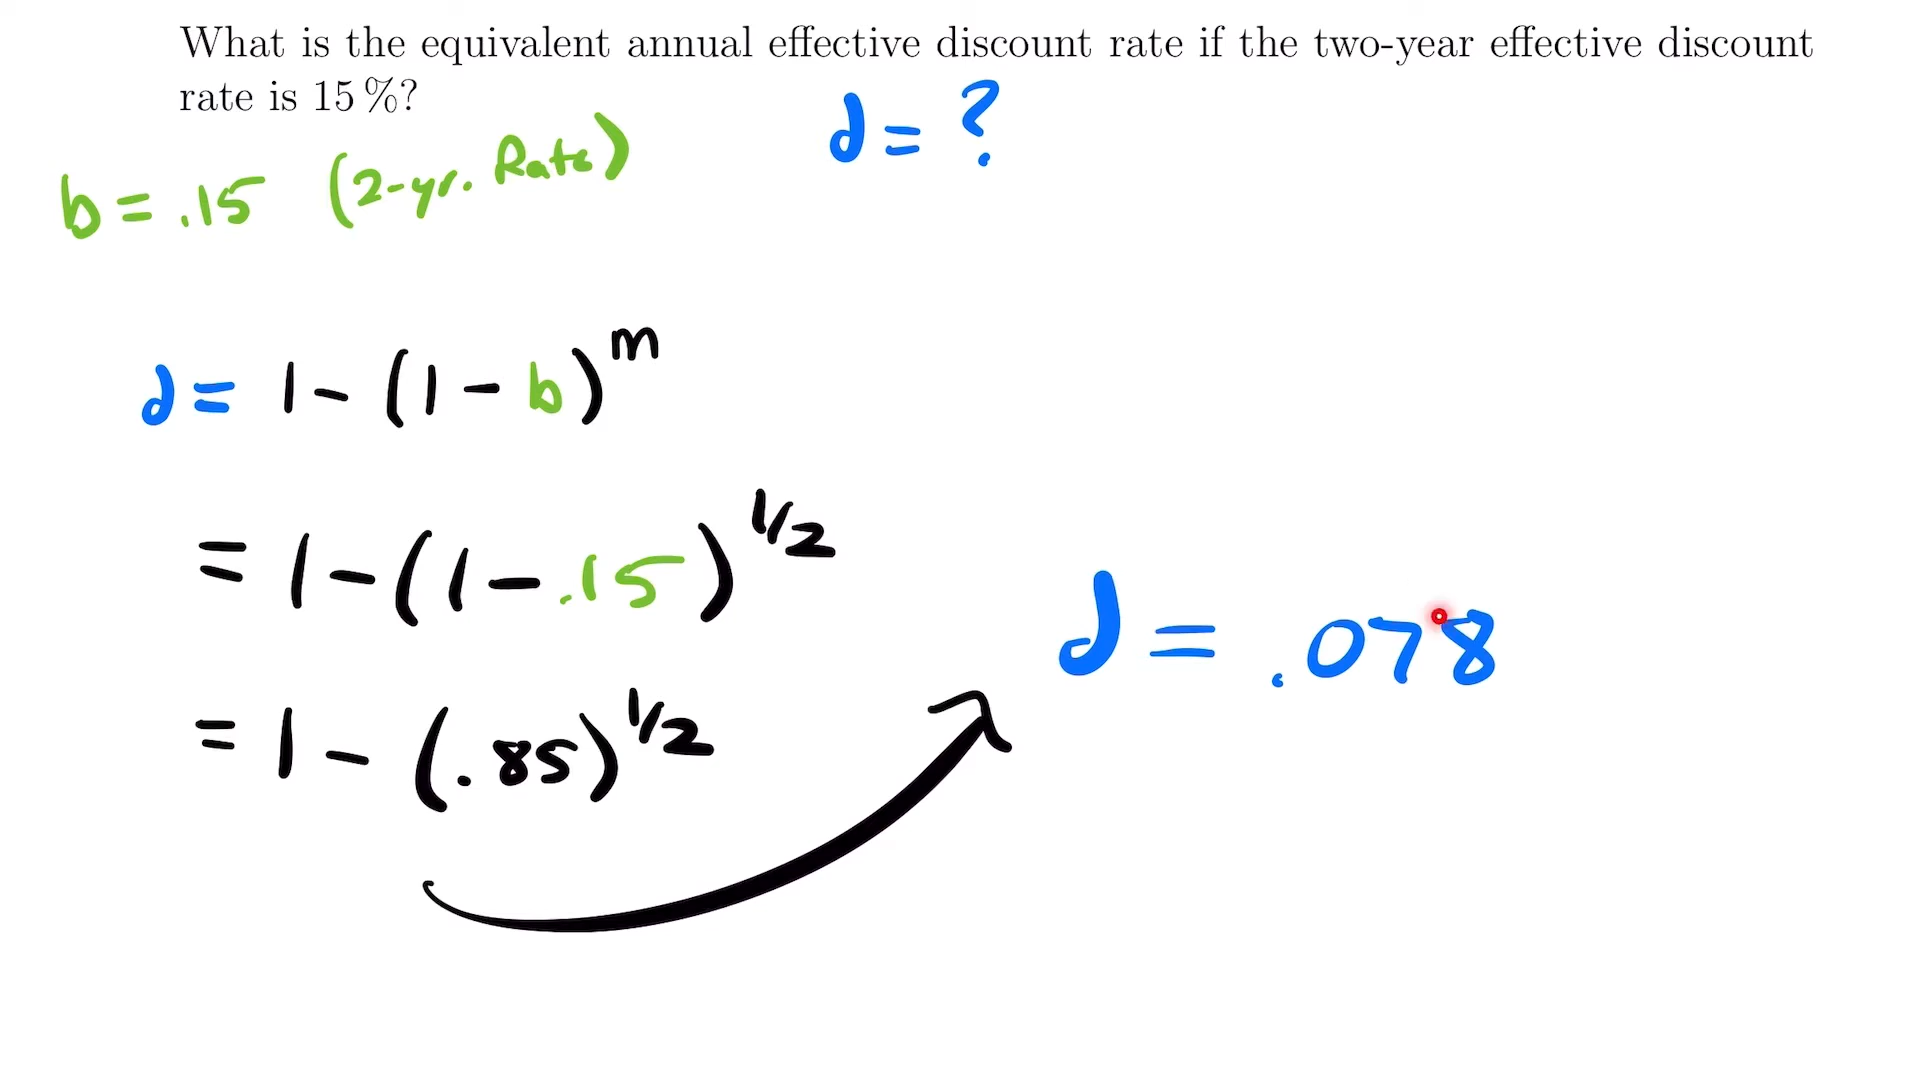 What is the equivalent annual effective discount rate if the two-year effective discount
rate is 15 %?
d = ?
b = .15 (2-yr. Rate)
d = 1 - (1 - b)^m
= 1 - (1 - .15)^1/2
d = .078
= 1 - (.85)^1/2